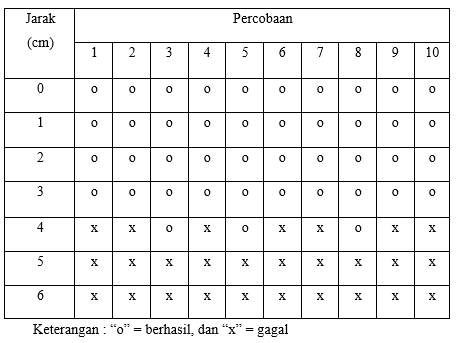 Jarak (cm) Percobaan
1 2 3 4 5 6 7 8 9 10
0 o o o o o o o o o o
1 o o o o o o o o o o
2 o o o o o o o o o o
3 o o o o o o o o o o
4 x x o x o x x o x x
5 x x x x x x x x x x
6 x x x x x x x x x x
Keterangan : “o” = berhasil, dan “x” = gagal